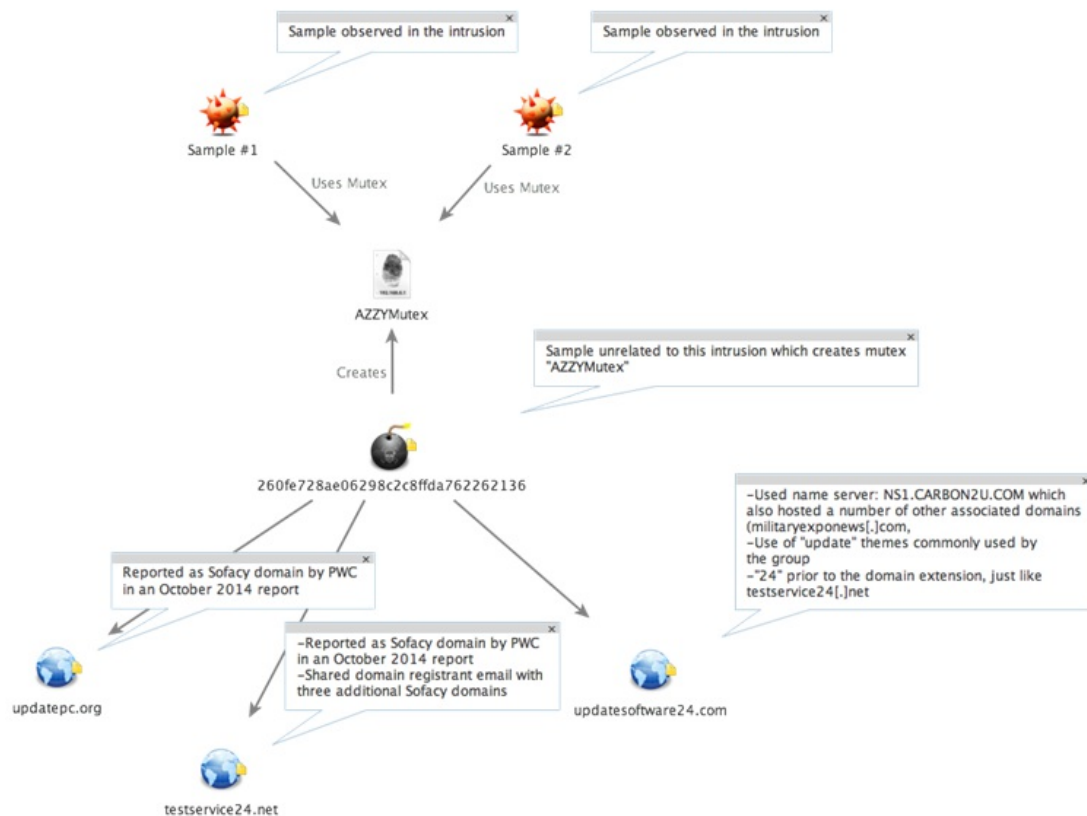 Sample observed in the intrusion
Sample observed in the intrusion
Sample #1
Sample #2
Uses Mutex
Uses Mutex
AZZYMutex
Creates
Sample unrelated to this intrusion which creates mutex
"AZZYMutex"
260fe728ae06298c2c8ffda762262136
-Used name server: NS1.CARBON2U.COM which
also hosted a number of other associated domains
(militaryexponews[.]com,
-Use of "update" themes commonly used by
the group
-"24" prior to the domain extension, just like
testservice24[.]net
Reported as Sofacy domain by PWC
in an October 2014 report
-Reported as Sofacy domain by PWC
in an October 2014 report
-Shared domain registrant email with
three additional Sofacy domains
updatepc.org
updatesoftware24.com
testservice24.net